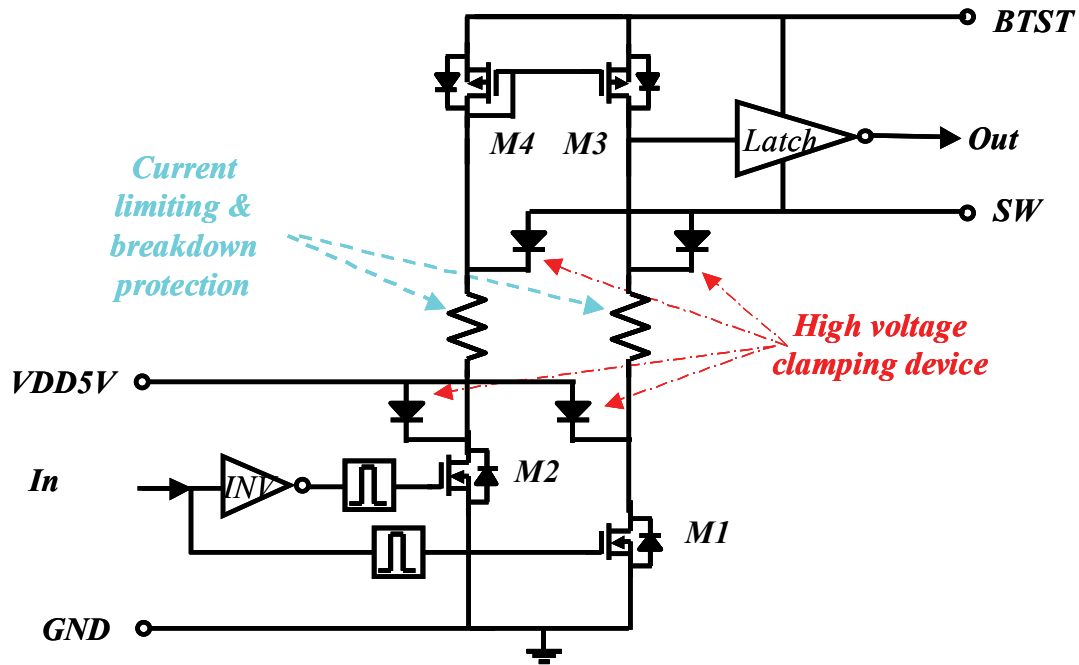 BTST
M4
M3
Latch
Out
Current
limiting &
breakdown
protection
SW
High voltage
clamping device
VDD5V
In
INV
M2
M1
GND